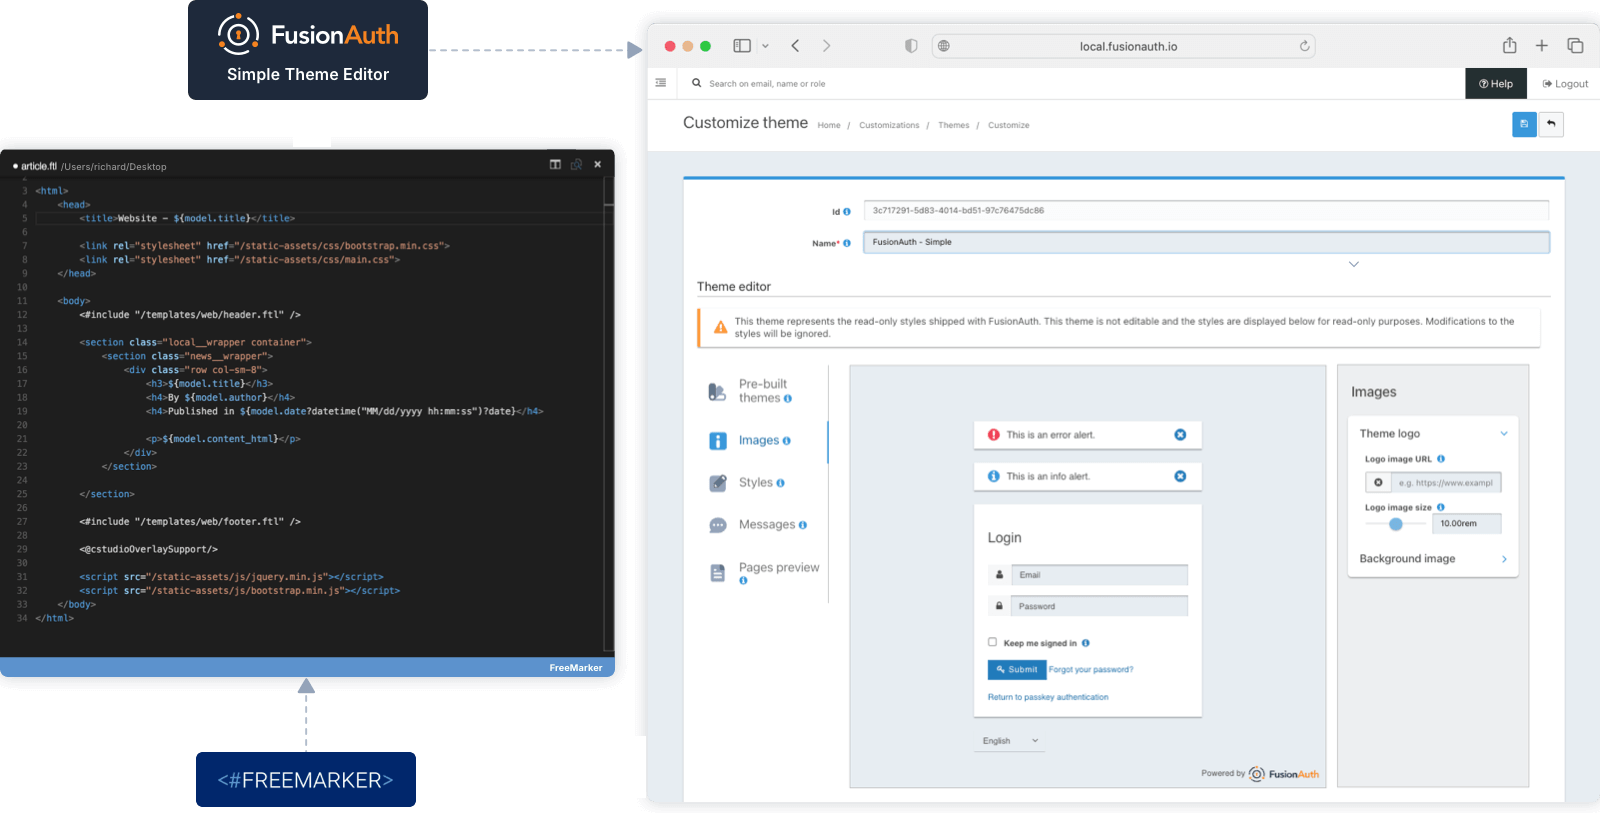 FusionAuth
Simple Theme Editor
article.ftl /Users/richard/Desktop
2
3 <html>
4 <head>
5 <title>Website - ${model.title}</title>
6
7 <link rel="stylesheet" href="/static-assets/css/bootstrap.min.css">
8 <link rel="stylesheet" href="/static-assets/css/main.css">
9 </head>
10
11 <body>
12 <#include "/templates/web/header.ftl" />
13
14 <section class="local__wrapper container">
15 <section class="news__wrapper">
16 <div class="row col-sm-8">
17 <h3>${model.title}</h3>
18 <h4>By ${model.author}</h4>
19 <h4>Published in ${model.date?datetime("MM/dd/yyyy hh:mm:ss")?date}</h4>
20
21 <p>${model.content_html}</p>
22 </div>
23 </section>
24
25 </section>
26
27 <#include "/templates/web/footer.ftl" />
28
29 <@cstudioOverlaySupport/>
30
31 <script src="/static-assets/js/jquery.min.js"></script>
32 <script src="/static-assets/js/bootstrap.min.js"></script>
33 </body>
34 </html>
FreeMarker
<#FREEMARKER>
local.fusionauth.io
Search on email, name or role
Help
Logout
Customize theme
Home / Customizations / Themes / Customize
Id
3c717291-5d83-4014-bd51-97c76475dc86
Name*
FusionAuth - Simple
Theme editor
This theme represents the read-only styles shipped with FusionAuth. This theme is not editable and the styles are displayed below for read-only purposes. Modifications to the
styles will be ignored.
Pre-built
themes
Images
Styles
Messages
Pages preview
This is an error alert.
This is an info alert.
Login
Email
Password
Keep me signed in
Submit
Forgot your password?
Return to passkey authentication
English
Powered by FusionAuth
Images
Theme logo
Logo image URL
e.g. https://www.exampl
Logo image size
10.00rem
Background image